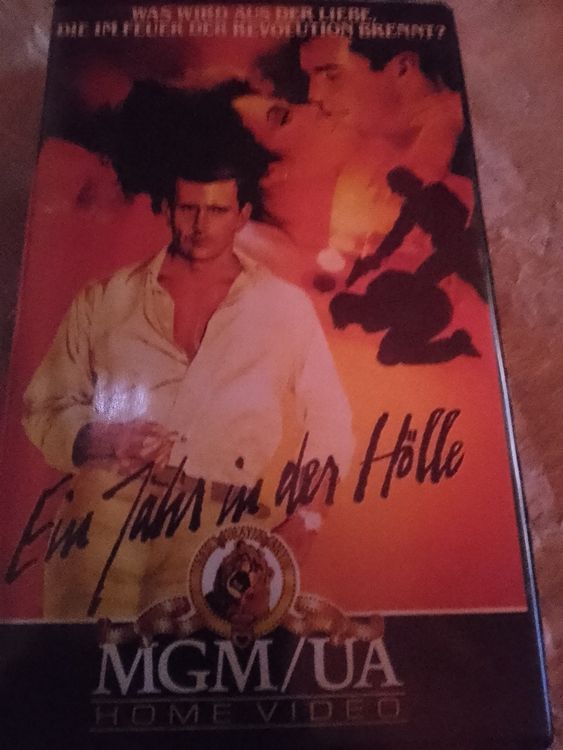 WAS WIRD AUS DER LIEBE,
DIE IM FEUER DER REVOLUTION BRENNT?
Ein Jahr in der Hölle
MGM/UA
HOME VIDEO